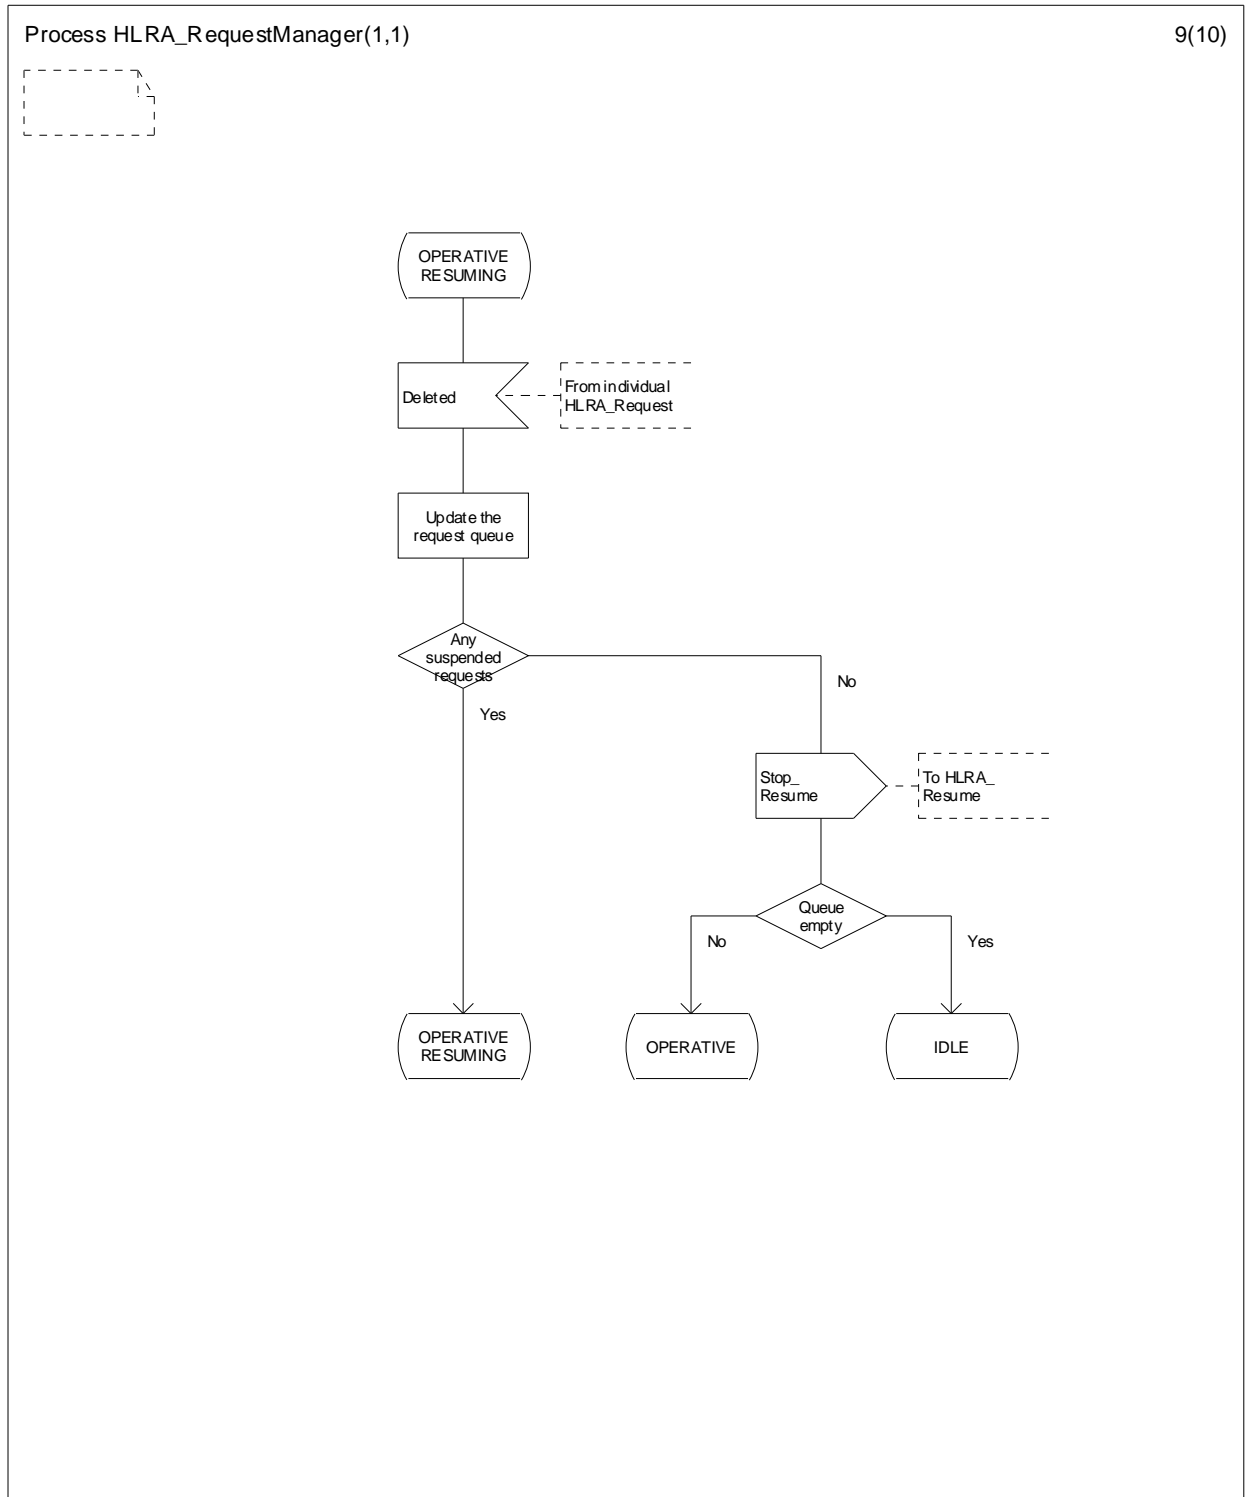 Process HLRA_RequestManager(1,1)
9(10)
OPERATIVE
RESUMING
Deleted
From individual
HLRA_Request
Update the
request queue
Any
suspended
requests
No
Yes
Stop_
Resume
To HLRA_
Resume
Queue
empty
No
Yes
OPERATIVE
RESUMING
OPERATIVE
IDLE